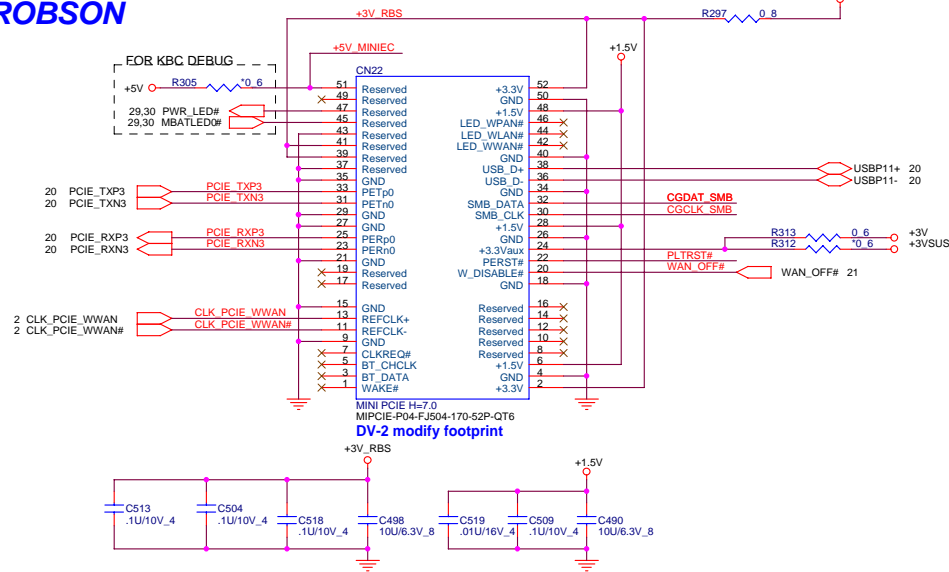 ROBSON
+3V_RBS
R297 0_8
+5V_MINIEC
+1.5V
FOR KBC DEBUG
+5V R305 *0_6
29,30 PWR_LED#
29,30 MBATLED0#
CN22
51 Reserved +3.3V 52
49 Reserved GND 50
47 Reserved +1.5V 48
45 Reserved LED_WPAN# 46
43 Reserved LED_WLAN# 44
41 Reserved LED_WWAN# 42
39 Reserved GND 40
37 Reserved USB_D+ 38 USBP11+ 20
35 GND USB_D- 36 USBP11- 20
20 PCIE_TXP3 PCIE_TXP3 33 PETp0 GND 34
20 PCIE_TXN3 PCIE_TXN3 31 PETn0 SMB_DATA 32 CGDAT_SMB
29 GND SMB_CLK 30 CGCLK_SMB
27 GND +1.5V 28
20 PCIE_RXP3 PCIE_RXP3 25 PERp0 GND 26 R313 0_6 +3V
20 PCIE_RXN3 PCIE_RXN3 23 PERn0 +3.3Vaux 24 R312 *0_6 +3VSUS
21 GND PERST# 22 PLTRST#
19 Reserved W_DISABLE# 20 WAN_OFF# WAN_OFF# 21
17 Reserved GND 18
15 GND Reserved 16
2 CLK_PCIE_WWAN CLK_PCIE_WWAN 13 REFCLK+ Reserved 14
2 CLK_PCIE_WWAN# CLK_PCIE_WWAN# 11 REFCLK- Reserved 12
9 GND Reserved 10
7 CLKREQ# Reserved 8
5 BT_CHCLK +1.5V 6
3 BT_DATA GND 4
1 WAKE# +3.3V 2
MINI PCIE H=7.0
MIPCIE-P04-FJ504-170-52P-QT6
DV-2 modify footprint
+3V_RBS
+1.5V
C513
.1U/10V_4
C504
.1U/10V_4
C518
.1U/10V_4
C498
10U/6.3V_8
C519
.01U/16V_4
C509
.1U/10V_4
C490
10U/6.3V_8